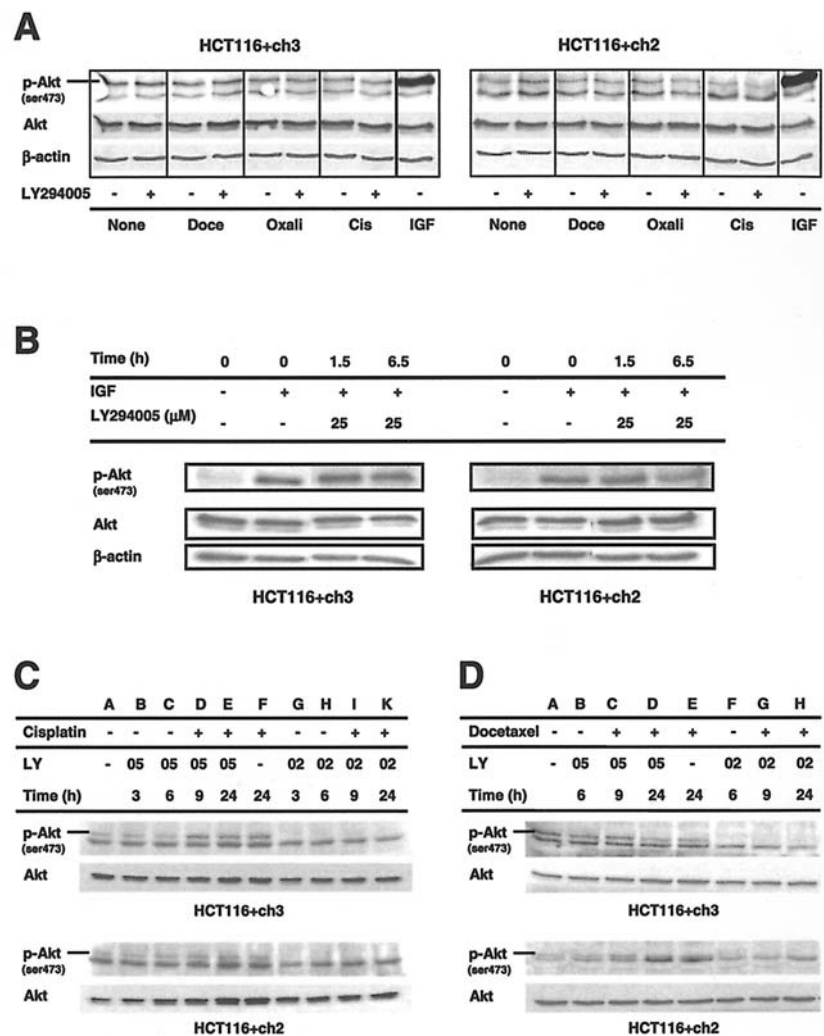 A
HCT116+ch3 HCT116+ch2
p-Akt
(ser473)
Akt
β-actin
LY294005 - + - + - + - + - - + - + - + - + -
None Doce Oxali Cis IGF None Doce Oxali Cis IGF
B
Time (h) 0 0 1.5 6.5 0 0 1.5 6.5
IGF - + + + - + + +
LY294005 (μM) - - 25 25 - - 25 25
p-Akt
(ser473)
Akt
β-actin
HCT116+ch3 HCT116+ch2
C
A B C D E F G H I K
Cisplatin - - - + + + - - + +
LY - 05 05 05 05 - 02 02 02 02
Time (h) 3 6 9 24 24 3 6 9 24
p-Akt
(ser473)
Akt
HCT116+ch3
p-Akt
(ser473)
Akt
HCT116+ch2
D
A B C D E F G H
Docetaxel - - + + + - + +
LY - 05 05 05 - 02 02 02
Time (h) 6 9 24 24 6 9 24
p-Akt
(ser473)
Akt
HCT116+ch3
p-Akt
(ser473)
Akt
HCT116+ch2